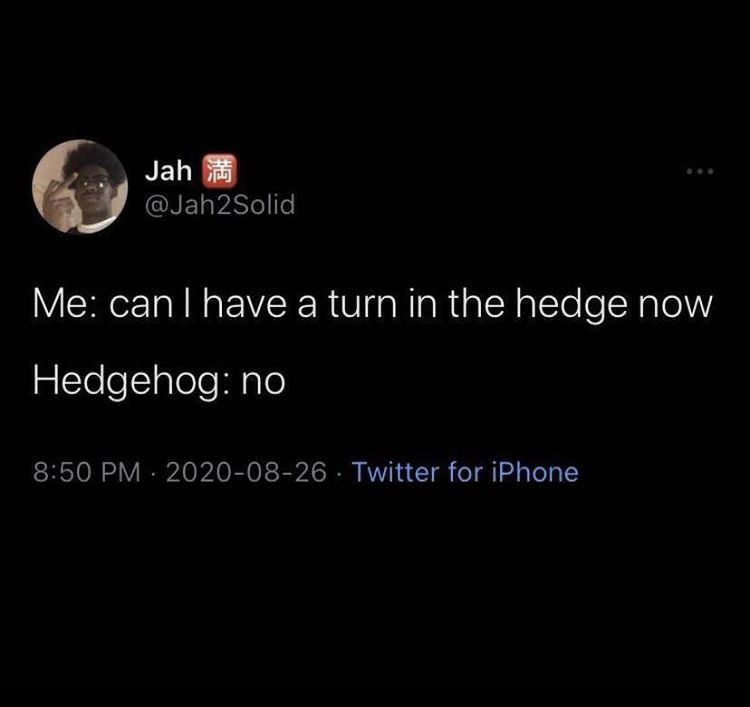 Jah 🈵
@Jah2Solid
Me: can I have a turn in the hedge now
Hedgehog: no
8:50 PM · 2020-08-26 · Twitter for iPhone